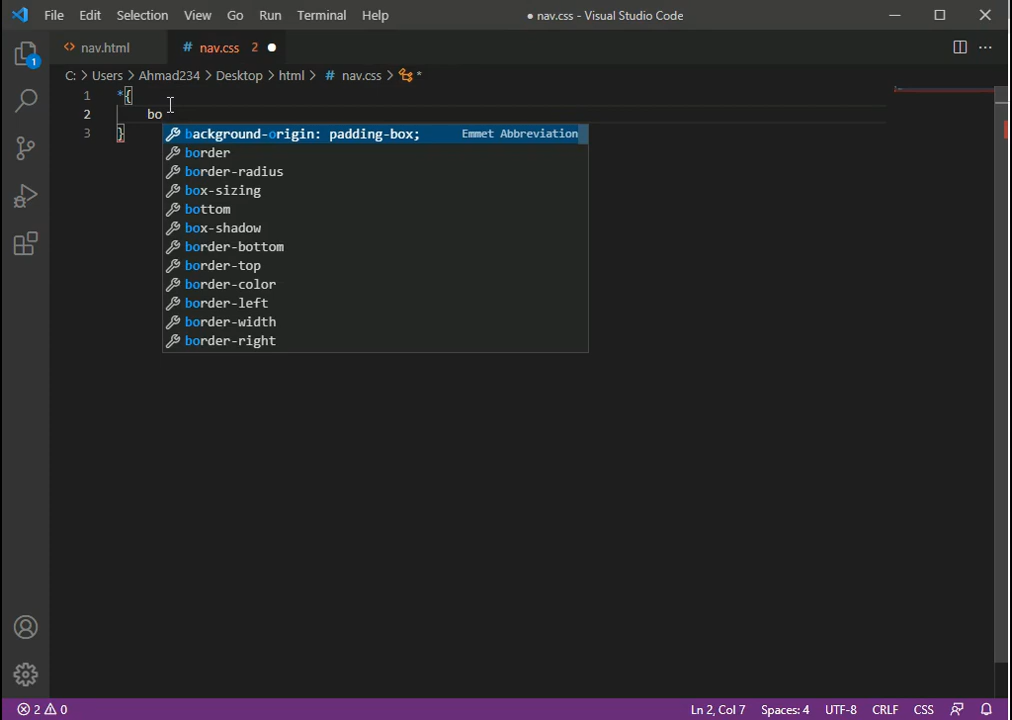 File Edit Selection View Go Run Terminal Help ● nav.css - Visual Studio Code
<> nav.html # nav.css 2 ●
C: > Users > Ahmad234 > Desktop > html > # nav.css > *
1 *{
2 bo
3 }
background-origin: padding-box; Emmet Abbreviation
border
border-radius
box-sizing
bottom
box-shadow
border-bottom
border-top
border-color
border-left
border-width
border-right
1
2 0 Ln 2, Col 7 Spaces: 4 UTF-8 CRLF CSS